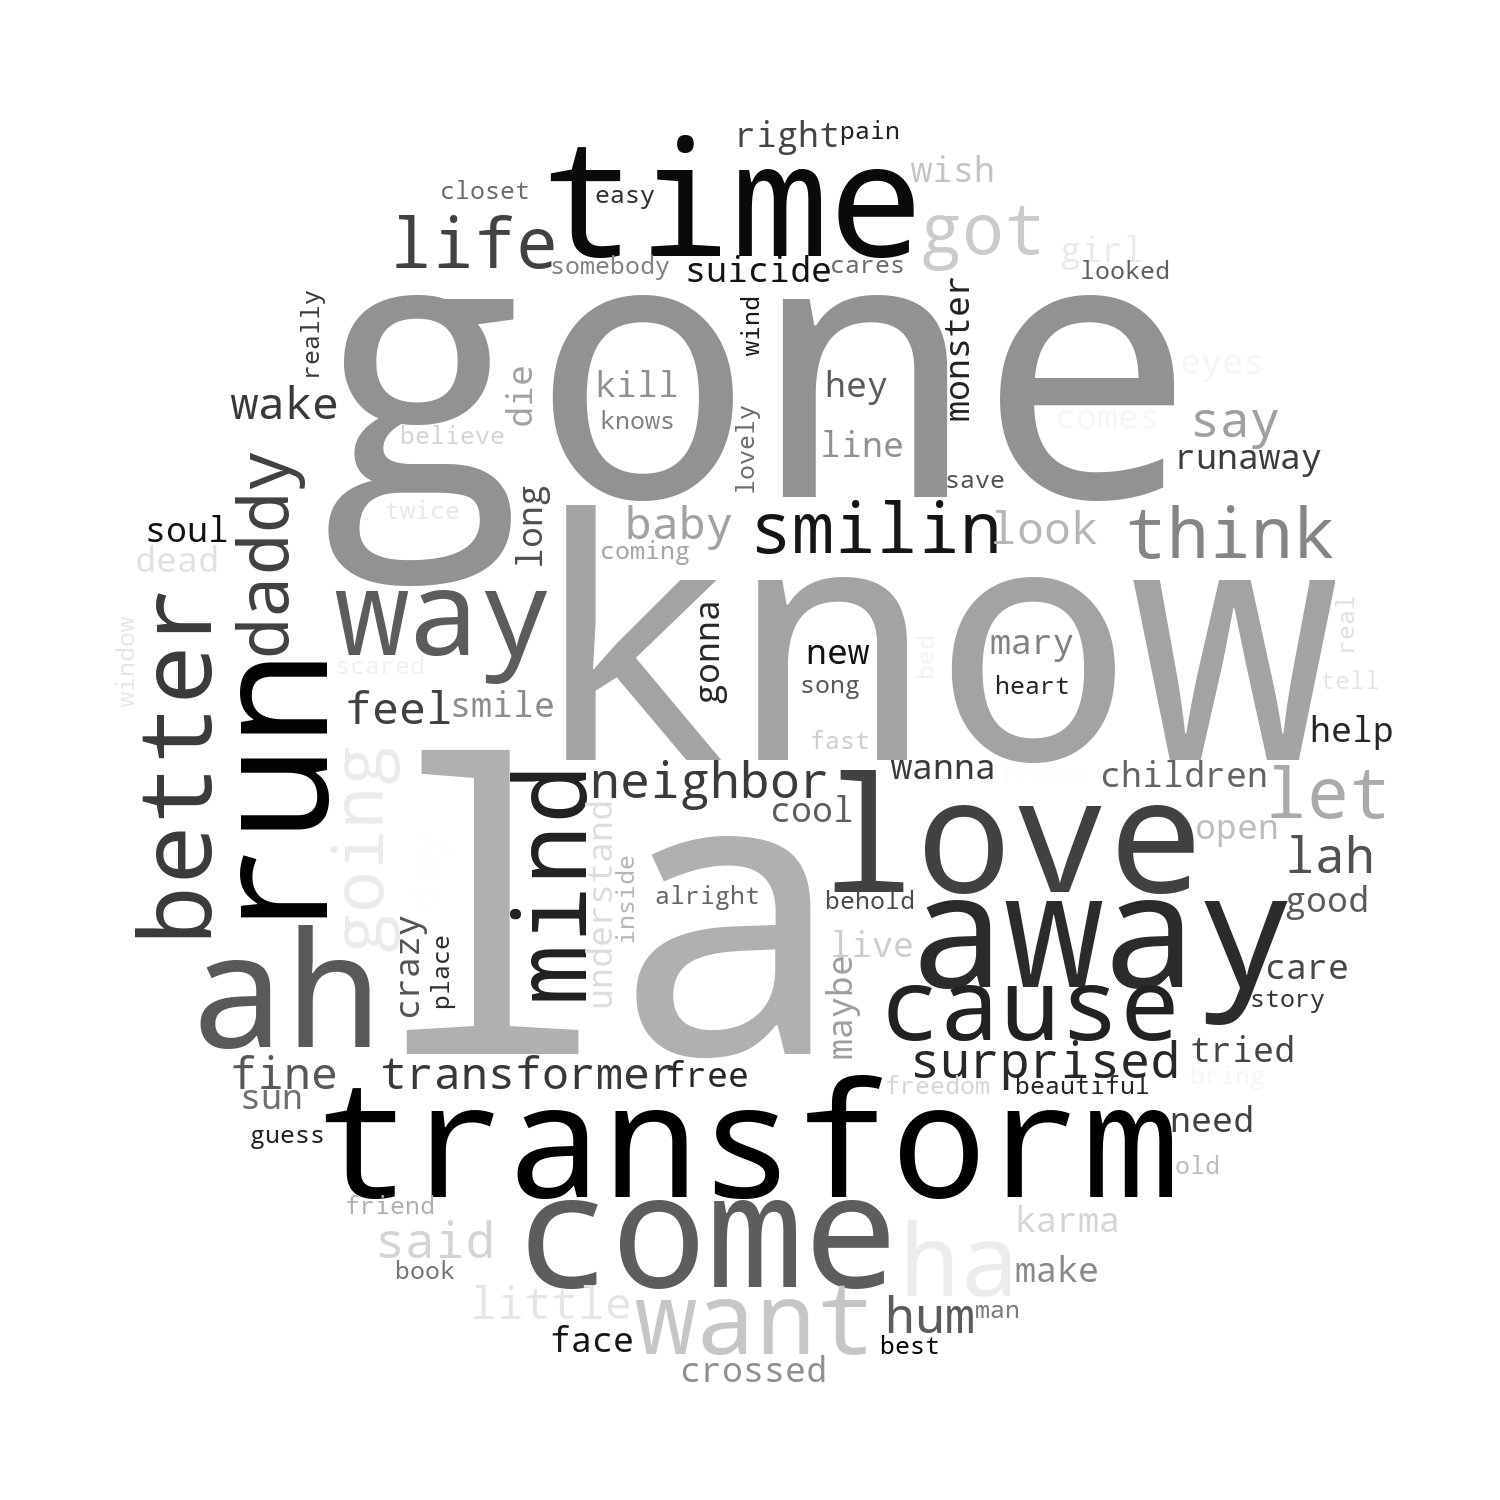 right
pain
time
wish
closet
easy
got
life
girl
somebody
suicide
cares
looked
really
gone
wind
monster
eyes
die
kill
hey
wake
knows
comes
say
believe
lovely
line
runaway
daddy
save
twice
long
baby
smilin
look
think
soul
dead
coming
know
way
better
window
run
scared
gonna
new
mary
bed
real
song
heart
tell
feel
smile
help
fast
going
mind
neighbor
wanna
children
let
cool
love
open
understand
la
lah
inside
alright
behold
good
crazy
place
live
away
ah
maybe
cause
care
story
fine
transformer
free
surprised
tried
sun
freedom
beautiful
bring
guess
transform
need
old
friend
come
said
ha
karma
book
make
little
want
hum
man
face
best
crossed